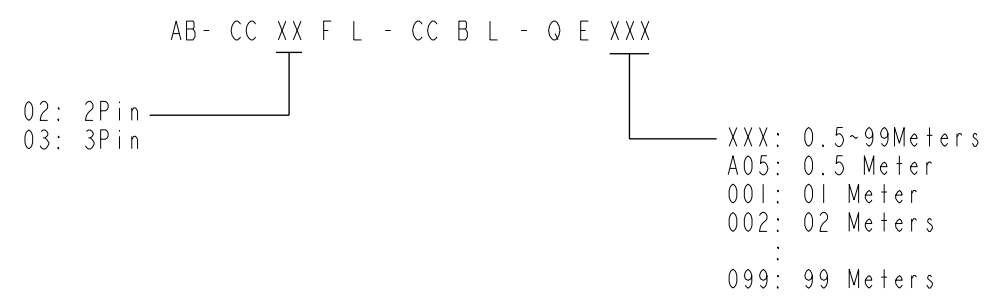 AB- CC XX F L - CC B L - Q E XXX
02: 2Pin
03: 3Pin
XXX: 0.5~99Meters
A05: 0.5 Meter
001: 01 Meter
002: 02 Meters
:
099: 99 Meters